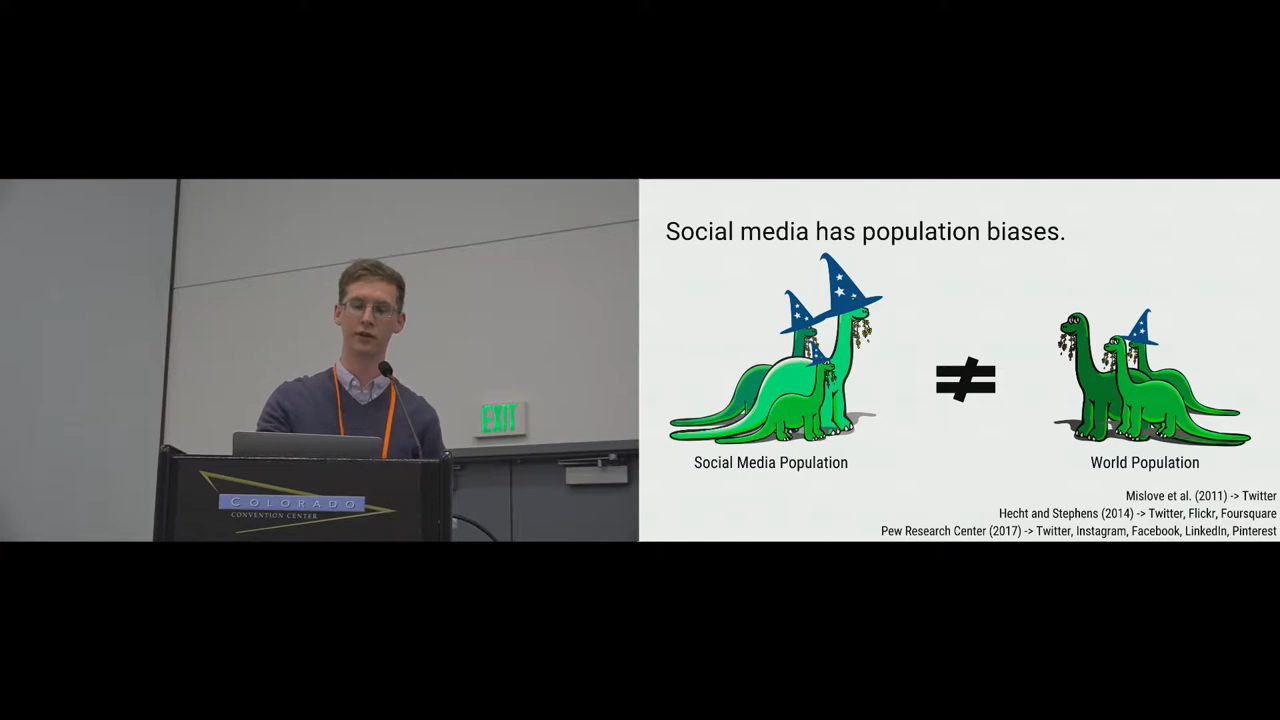 EXIT
COLORADO
CONVENTION CENTER
Social media has population biases.
≠
Social Media Population
World Population
Mislove et al. (2011) -> Twitter
Hecht and Stephens (2014) -> Twitter, Flickr, Foursquare
Pew Research Center (2017) -> Twitter, Instagram, Facebook, LinkedIn, Pinterest